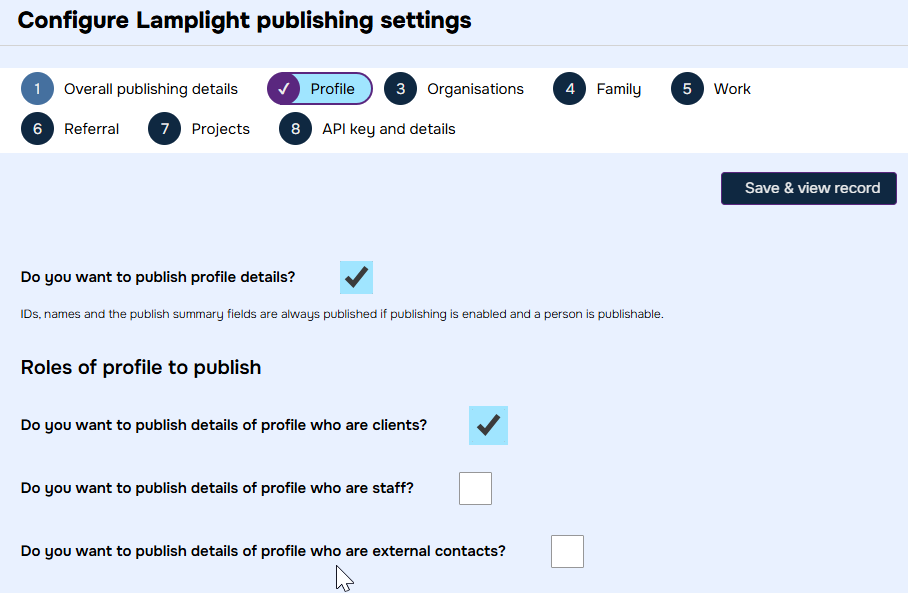 Configure Lamplight publishing settings
1 Overall publishing details Profile 3 Organisations 4 Family 5 Work
6 Referral 7 Projects 8 API key and details
Save & view record
Do you want to publish profile details?
IDs, names and the publish summary fields are always published if publishing is enabled and a person is publishable.
Roles of profile to publish
Do you want to publish details of profile who are clients?
Do you want to publish details of profile who are staff?
Do you want to publish details of profile who are external contacts?